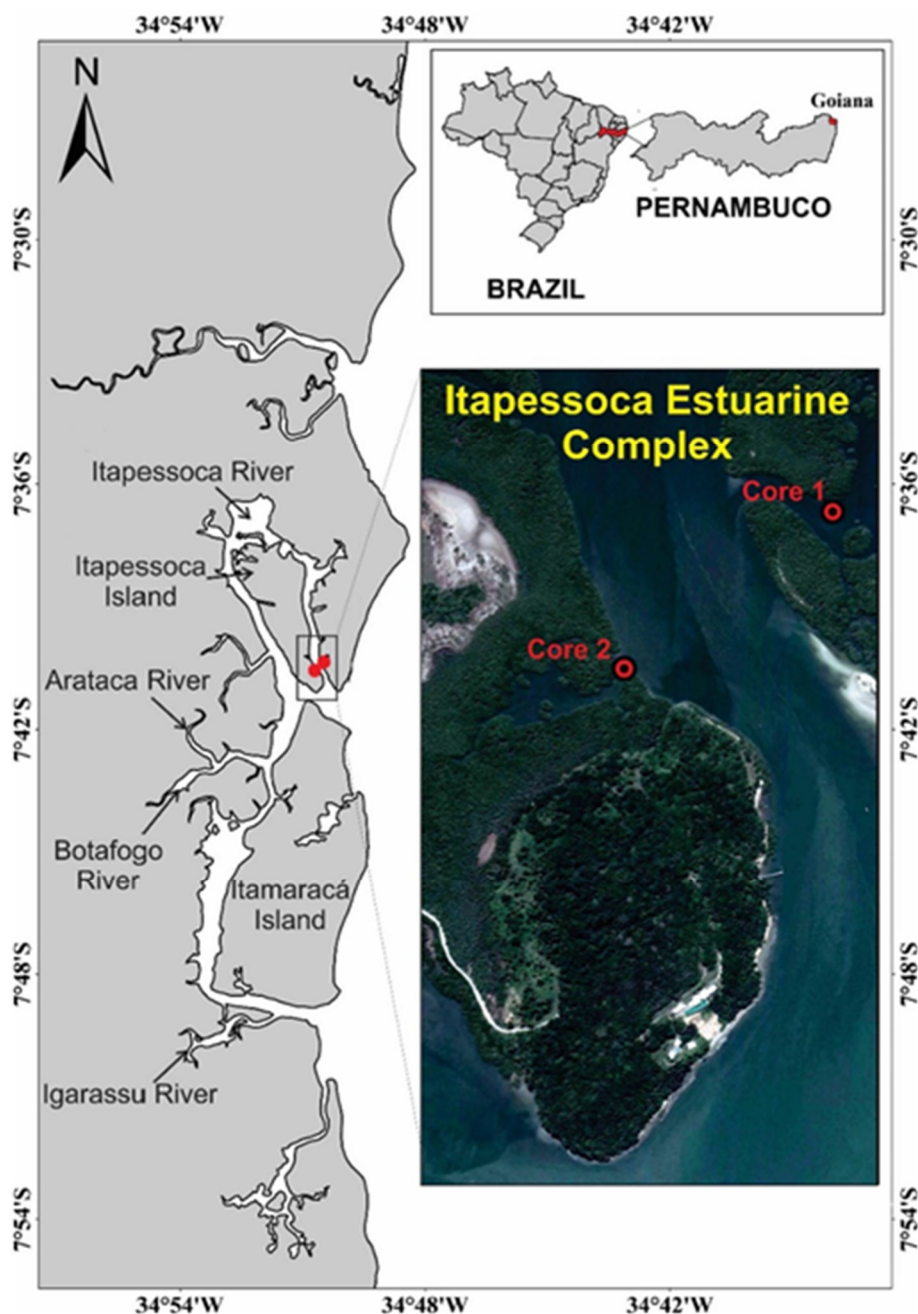 34°54'W 34°48'W 34°42'W
N
Goiana
PERNAMBUCO
BRAZIL
7°30'S 7°30'S
Itapessoca Estuarine
Complex
Itapessoca River
7°36'S 7°36'S
Core 1
Itapessoca
Island
Core 2
Arataca River
7°42'S 7°42'S
Botafogo
River
Itamaracá
Island
7°48'S 7°48'S
Igarassu River
7°54'S 7°54'S
34°54'W 34°48'W 34°42'W